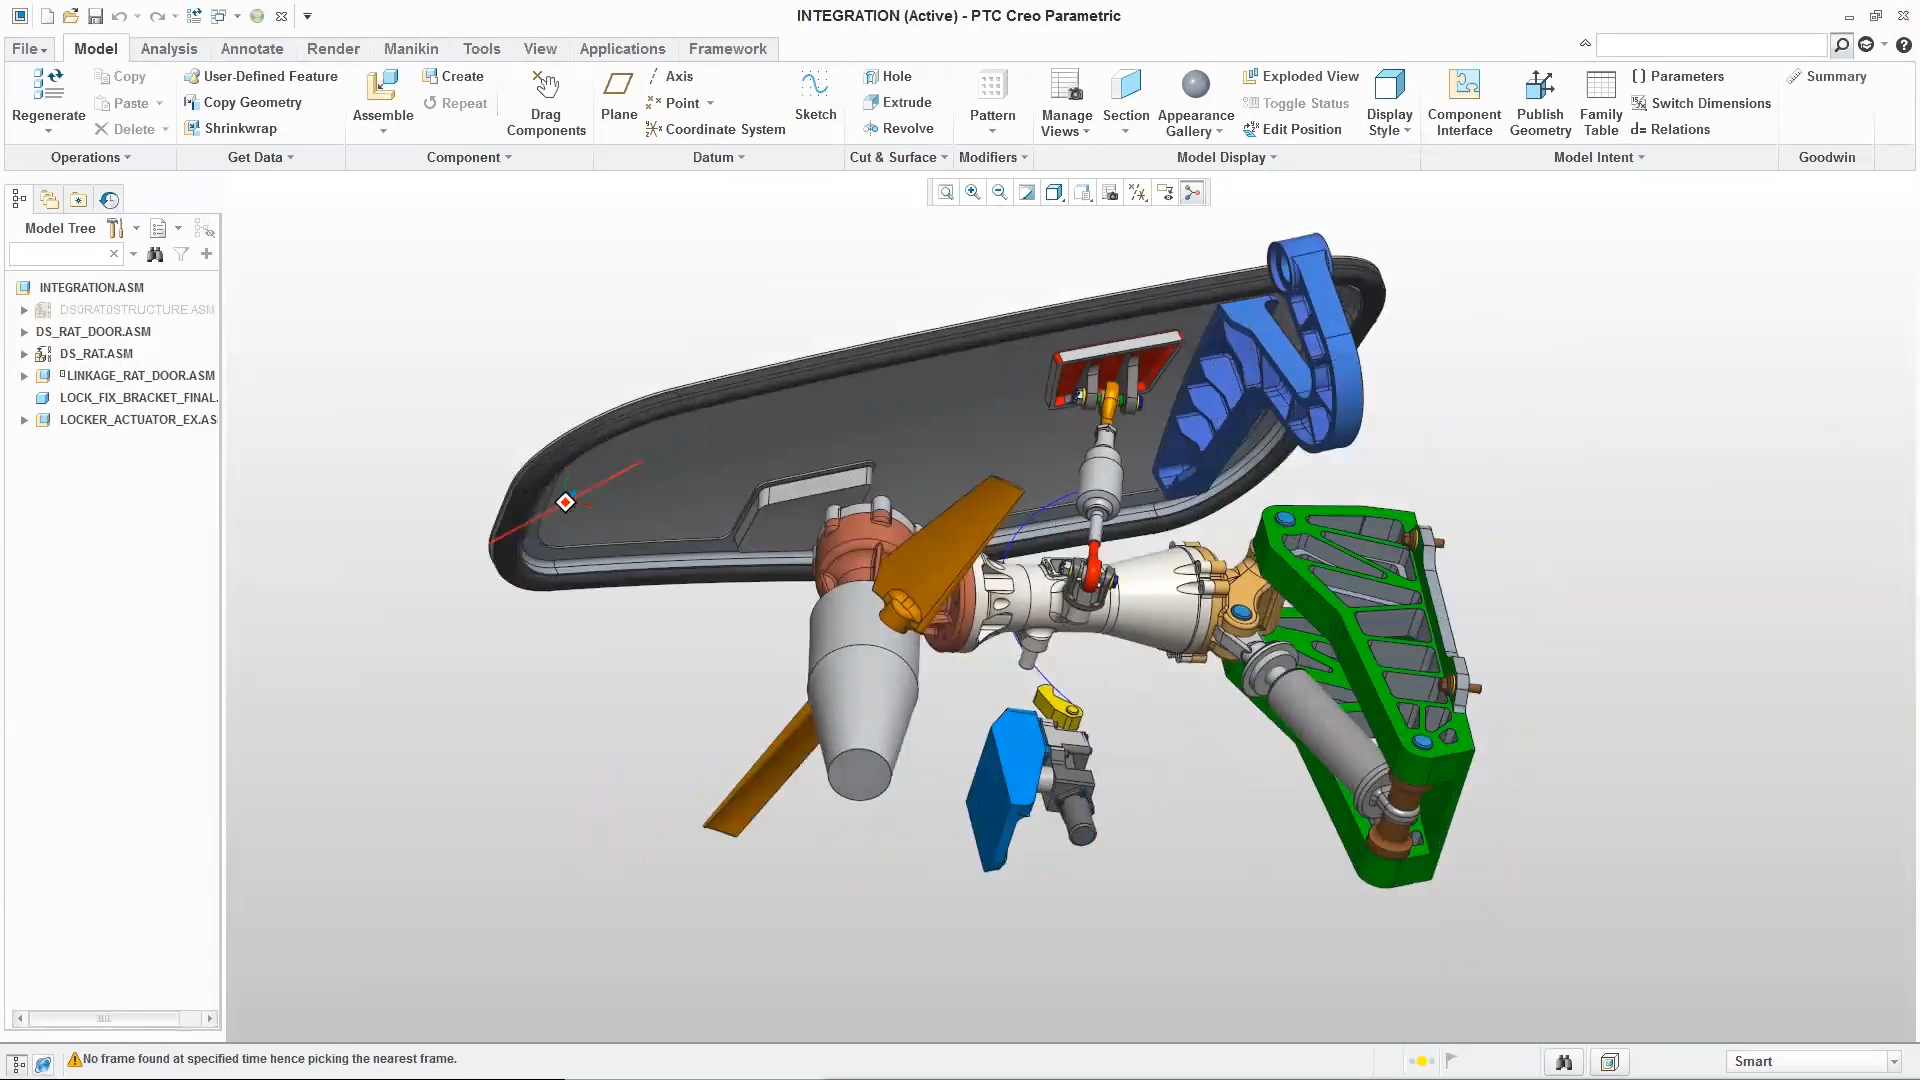 INTEGRATION (Active) - PTC Creo Parametric
File Model Analysis Annotate Render Manikin Tools View Applications Framework
Regenerate
Copy
Paste
Delete
Operations
User-Defined Feature
Copy Geometry
Shrinkwrap
Get Data
Assemble
Create
Repeat
Drag
Components
Component
Plane
Axis
Point
Coordinate System
Sketch
Datum
Hole
Extrude
Revolve
Cut & Surface
Pattern
Modifiers
Manage
Views
Section
Appearance
Gallery
Exploded View
Toggle Status
Edit Position
Display
Style
Model Display
Component
Interface
Publish
Geometry
Family
Table
Parameters
Switch Dimensions
d= Relations
Model Intent
Summary
Goodwin
Model Tree
INTEGRATION.ASM
DS0RAT0STRUCTURE.ASM
DS_RAT_DOOR.ASM
DS_RAT.ASM
LINKAGE_RAT_DOOR.ASM
LOCK_FIX_BRACKET_FINAL.
LOCKER_ACTUATOR_EX.AS
No frame found at specified time hence picking the nearest frame.
Smart